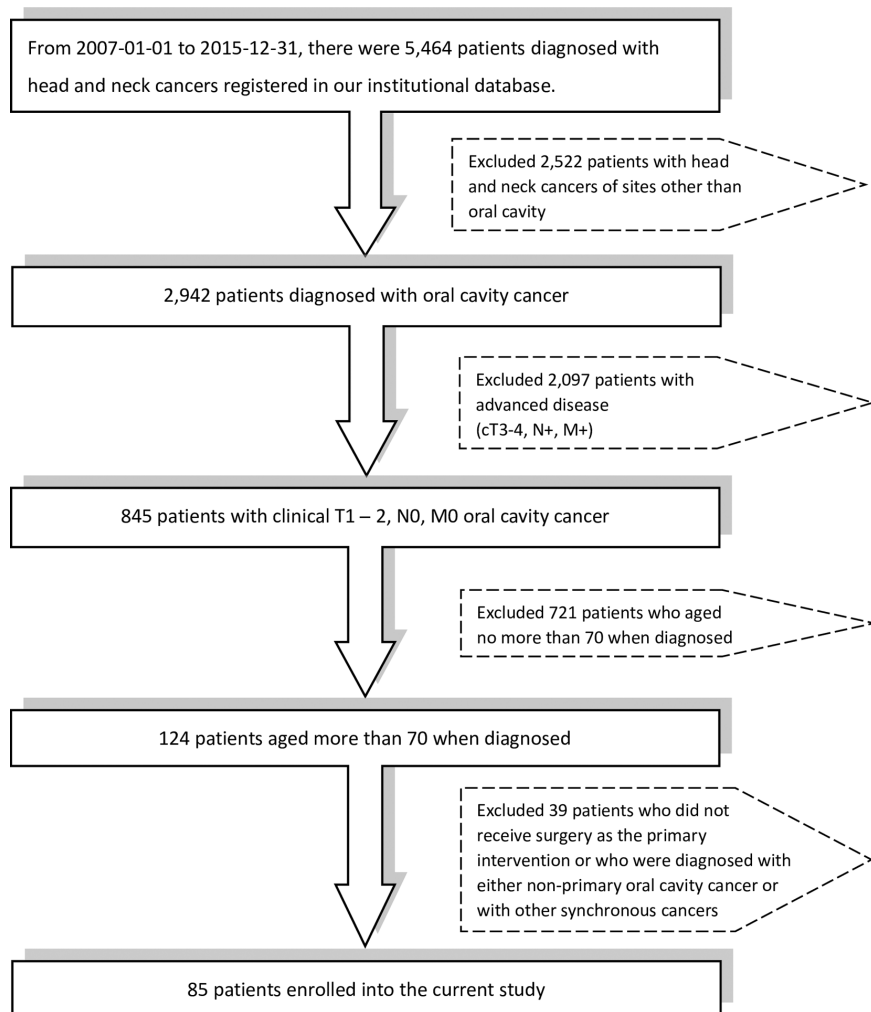 From 2007-01-01 to 2015-12-31, there were 5,464 patients diagnosed with
head and neck cancers registered in our institutional database.
Excluded 2,522 patients with head
and neck cancers of sites other than
oral cavity
2,942 patients diagnosed with oral cavity cancer
Excluded 2,097 patients with
advanced disease
(cT3-4, N+, M+)
845 patients with clinical T1 – 2, N0, M0 oral cavity cancer
Excluded 721 patients who aged
no more than 70 when diagnosed
124 patients aged more than 70 when diagnosed
Excluded 39 patients who did not
receive surgery as the primary
intervention or who were diagnosed with
either non-primary oral cavity cancer or
with other synchronous cancers
85 patients enrolled into the current study